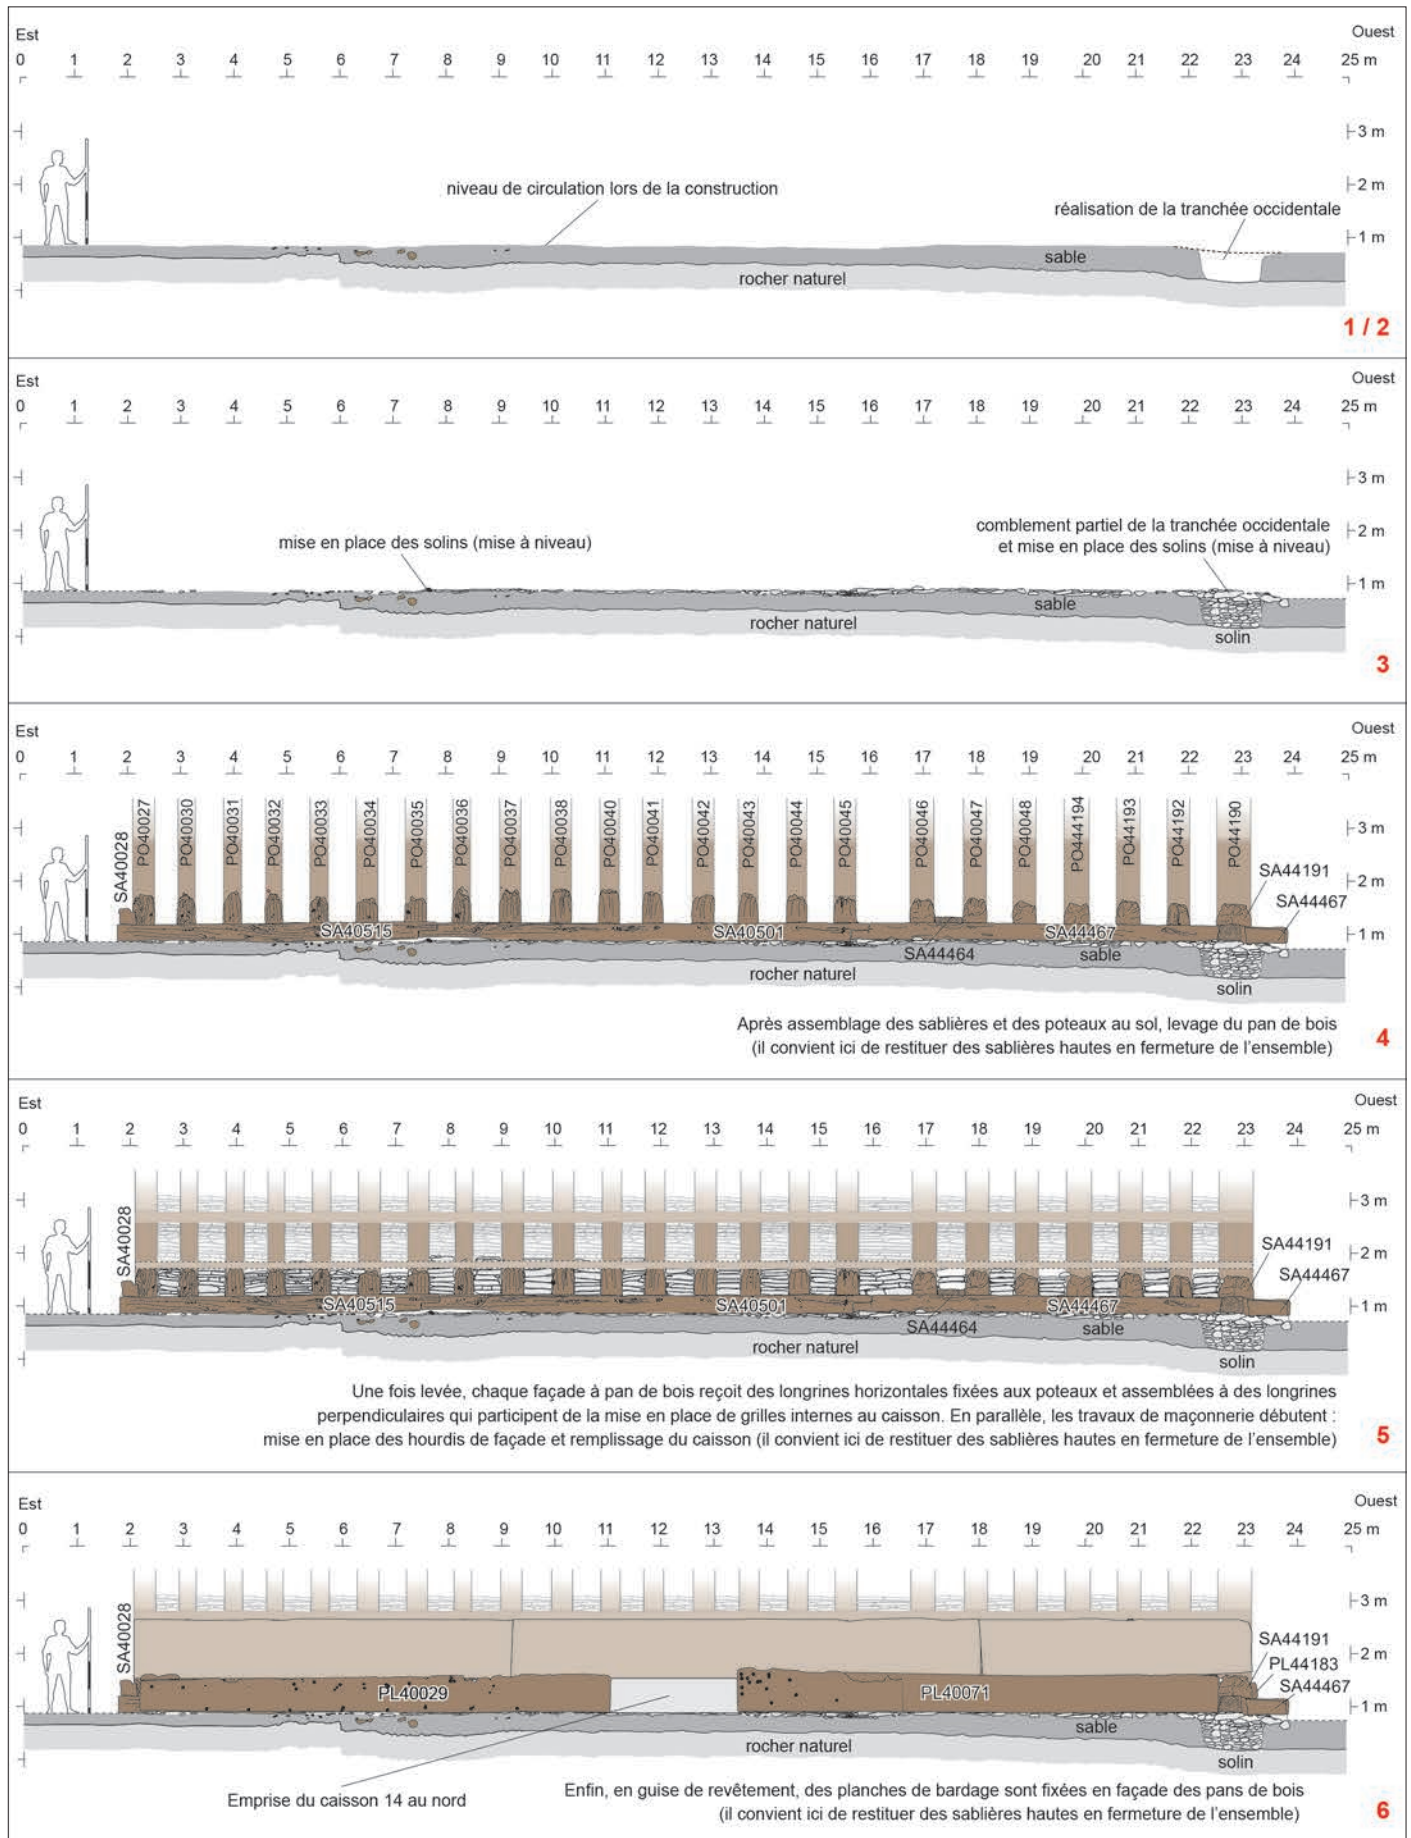 Est
Ouest
0 1 2 3 4 5 6 7 8 9 10 11 12 13 14 15 16 17 18 19 20 21 22 23 24 25 m
3 m
niveau de circulation lors de la construction
2 m
réalisation de la tranchée occidentale
1 m
sable
rocher naturel
1 / 2
Est
Ouest
0 1 2 3 4 5 6 7 8 9 10 11 12 13 14 15 16 17 18 19 20 21 22 23 24 25 m
3 m
comblement partiel de la tranchée occidentale
2 m
mise en place des solins (mise à niveau)
et mise en place des solins (mise à niveau)
1 m
sable
rocher naturel
solin
3
Est
Ouest
0 1 2 3 4 5 6 7 8 9 10 11 12 13 14 15 16 17 18 19 20 21 22 23 24 25 m
SA40028
PO40027
PO40030
PO40031
PO40032
PO40033
PO40034
PO40035
PO40036
PO40037
PO40038
PO40040
PO40041
PO40042
PO40043
PO40044
PO40045
PO40046
PO40047
PO40048
PO444194
PO44193
PO44192
PO44190
3 m
SA44191
2 m
SA44467
SA40515
SA40501
SA44467
1 m
SA44464
sable
rocher naturel
solin
Après assemblage des sablières et des poteaux au sol, levage du pan de bois
(il convient ici de restituer des sablières hautes en fermeture de l'ensemble)
4
Est
Ouest
0 1 2 3 4 5 6 7 8 9 10 11 12 13 14 15 16 17 18 19 20 21 22 23 24 25 m
3 m
SA40028
SA44191
2 m
SA44467
SA40515
SA40501
SA44467
1 m
SA44464
sable
rocher naturel
solin
Une fois levée, chaque façade à pan de bois reçoit des longrines horizontales fixées aux poteaux et assemblées à des longrines
perpendiculaires qui participent de la mise en place de grilles internes au caisson. En parallèle, les travaux de maçonnerie débutent :
mise en place des hourdis de façade et remplissage du caisson (il convient ici de restituer des sablières hautes en fermeture de l'ensemble)
5
Est
Ouest
0 1 2 3 4 5 6 7 8 9 10 11 12 13 14 15 16 17 18 19 20 21 22 23 24 25 m
3 m
SA40028
SA44191
2 m
PL44183
SA44467
PL40029
PL40071
1 m
sable
rocher naturel
solin
Emprise du caisson 14 au nord
Enfin, en guise de revêtement, des planches de bardage sont fixées en façade des pans de bois
(il convient ici de restituer des sablières hautes en fermeture de l'ensemble)
6